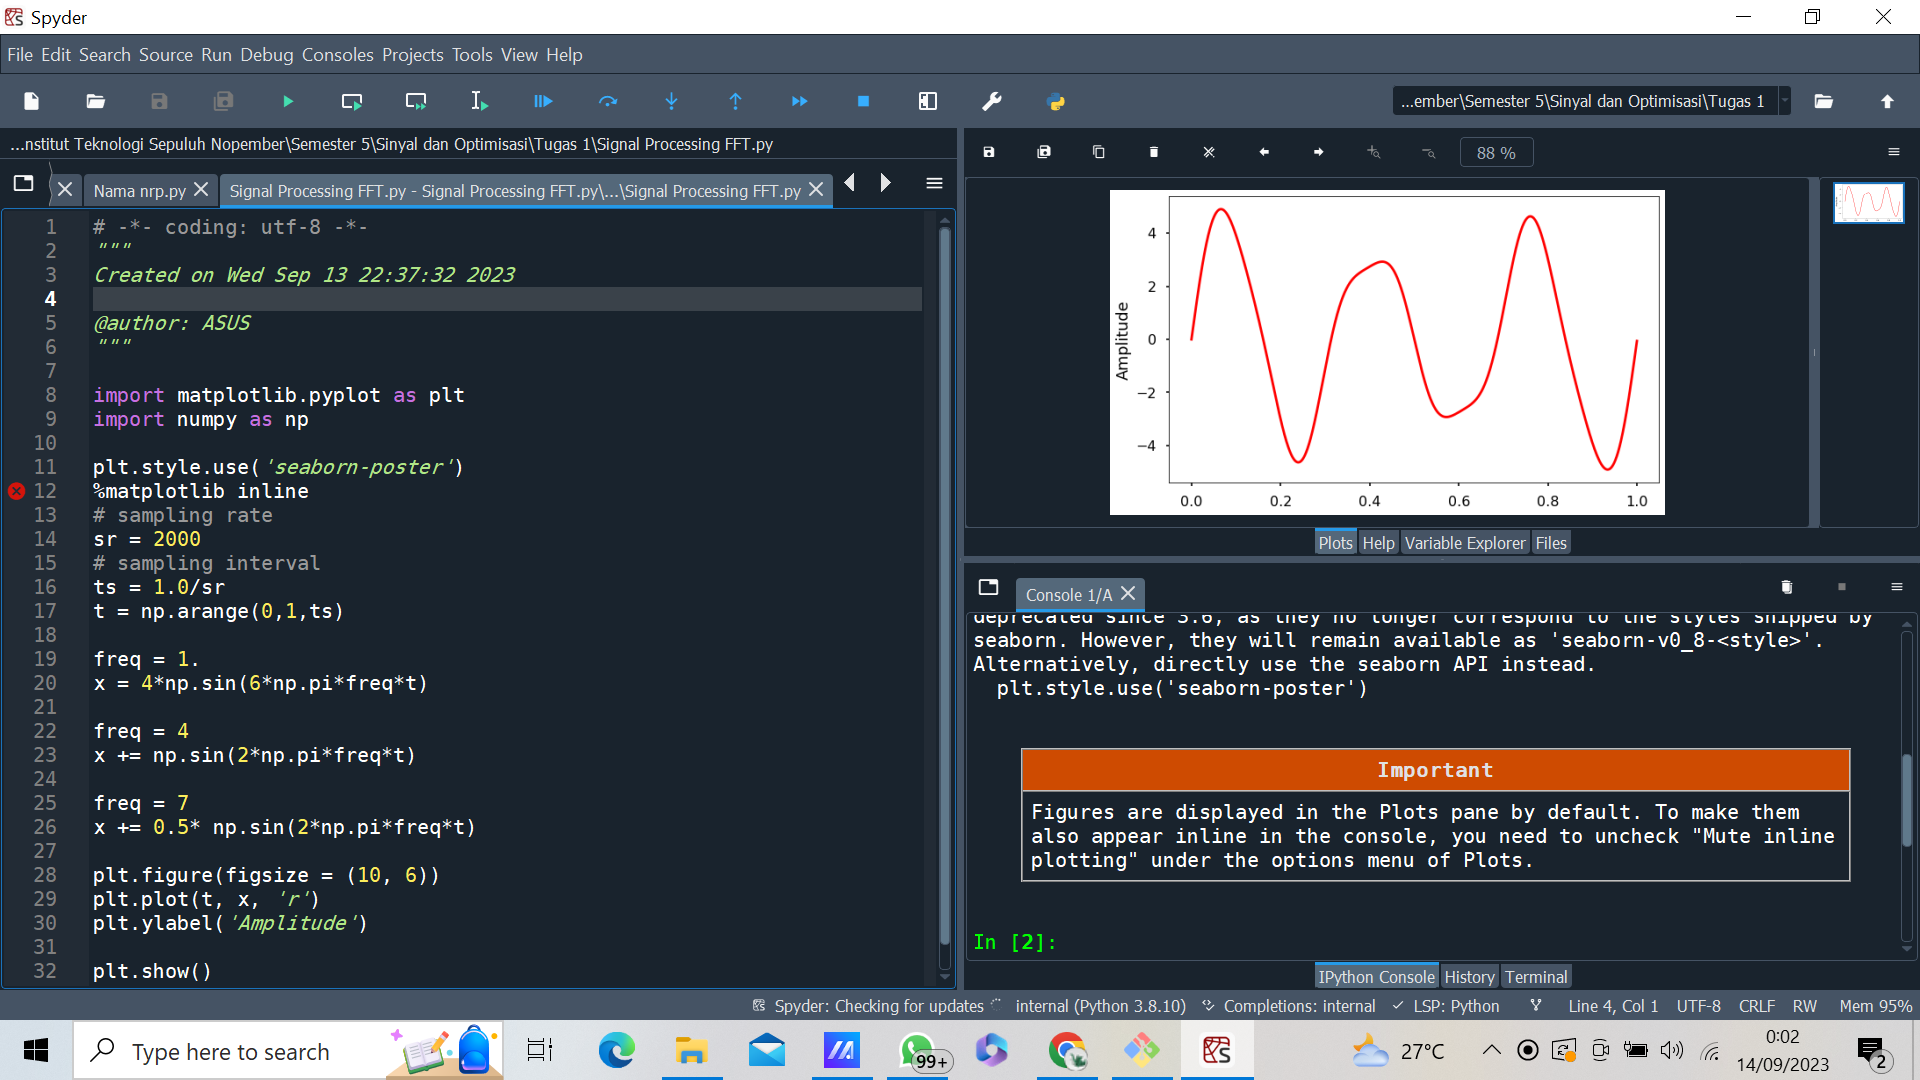 Spyder
File Edit Search Source Run Debug Consoles Projects Tools View Help
...ember\Semester 5\Sinyal dan Optimisasi\Tugas 1
...nstitut Teknologi Sepuluh Nopember\Semester 5\Sinyal dan Optimisasi\Tugas 1\Signal Processing FFT.py
Nama nrp.py
Signal Processing FFT.py - Signal Processing FFT.py\...\Signal Processing FFT.py
1 # -*- coding: utf-8 -*-
2 """
3 Created on Wed Sep 13 22:37:32 2023
4
5 @author: ASUS
6 """
7
8 import matplotlib.pyplot as plt
9 import numpy as np
10
11 plt.style.use('seaborn-poster')
12 %matplotlib inline
13 # sampling rate
14 sr = 2000
15 # sampling interval
16 ts = 1.0/sr
17 t = np.arange(0,1,ts)
18
19 freq = 1.
20 x = 4*np.sin(6*np.pi*freq*t)
21
22 freq = 4
23 x += np.sin(2*np.pi*freq*t)
24
25 freq = 7
26 x += 0.5* np.sin(2*np.pi*freq*t)
27
28 plt.figure(figsize = (10, 6))
29 plt.plot(t, x, 'r')
30 plt.ylabel('Amplitude')
31
32 plt.show()
88 %
Amplitude
4
2
0
−2
−4
0.0 0.2 0.4 0.6 0.8 1.0
Plots Help Variable Explorer Files
Console 1/A
deprecated since 3.6, as they no longer correspond to the styles shipped by
seaborn. However, they will remain available as 'seaborn-v0_8-<style>'.
Alternatively, directly use the seaborn API instead.
plt.style.use('seaborn-poster')
Important
Figures are displayed in the Plots pane by default. To make them
also appear inline in the console, you need to uncheck "Mute inline
plotting" under the options menu of Plots.
In [2]:
IPython Console History Terminal
Spyder: Checking for updates internal (Python 3.8.10) Completions: internal LSP: Python Line 4, Col 1 UTF-8 CRLF RW Mem 95%
Type here to search
99+
27°C
0:02
14/09/2023
2